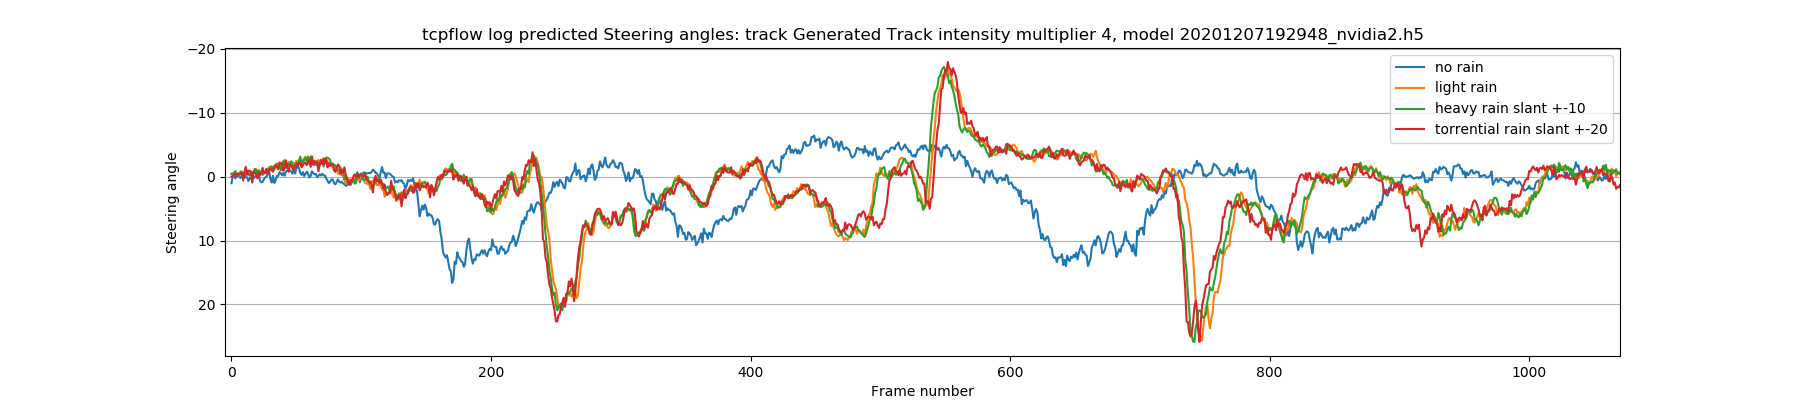 tcpflow log predicted Steering angles: track Generated Track intensity multiplier 4, model 20201207192948_nvidia2.h5
−20
−10
0
10
20
Steering angle
no rain
light rain
heavy rain slant +-10
torrential rain slant +-20
0
200
400
600
800
1000
Frame number